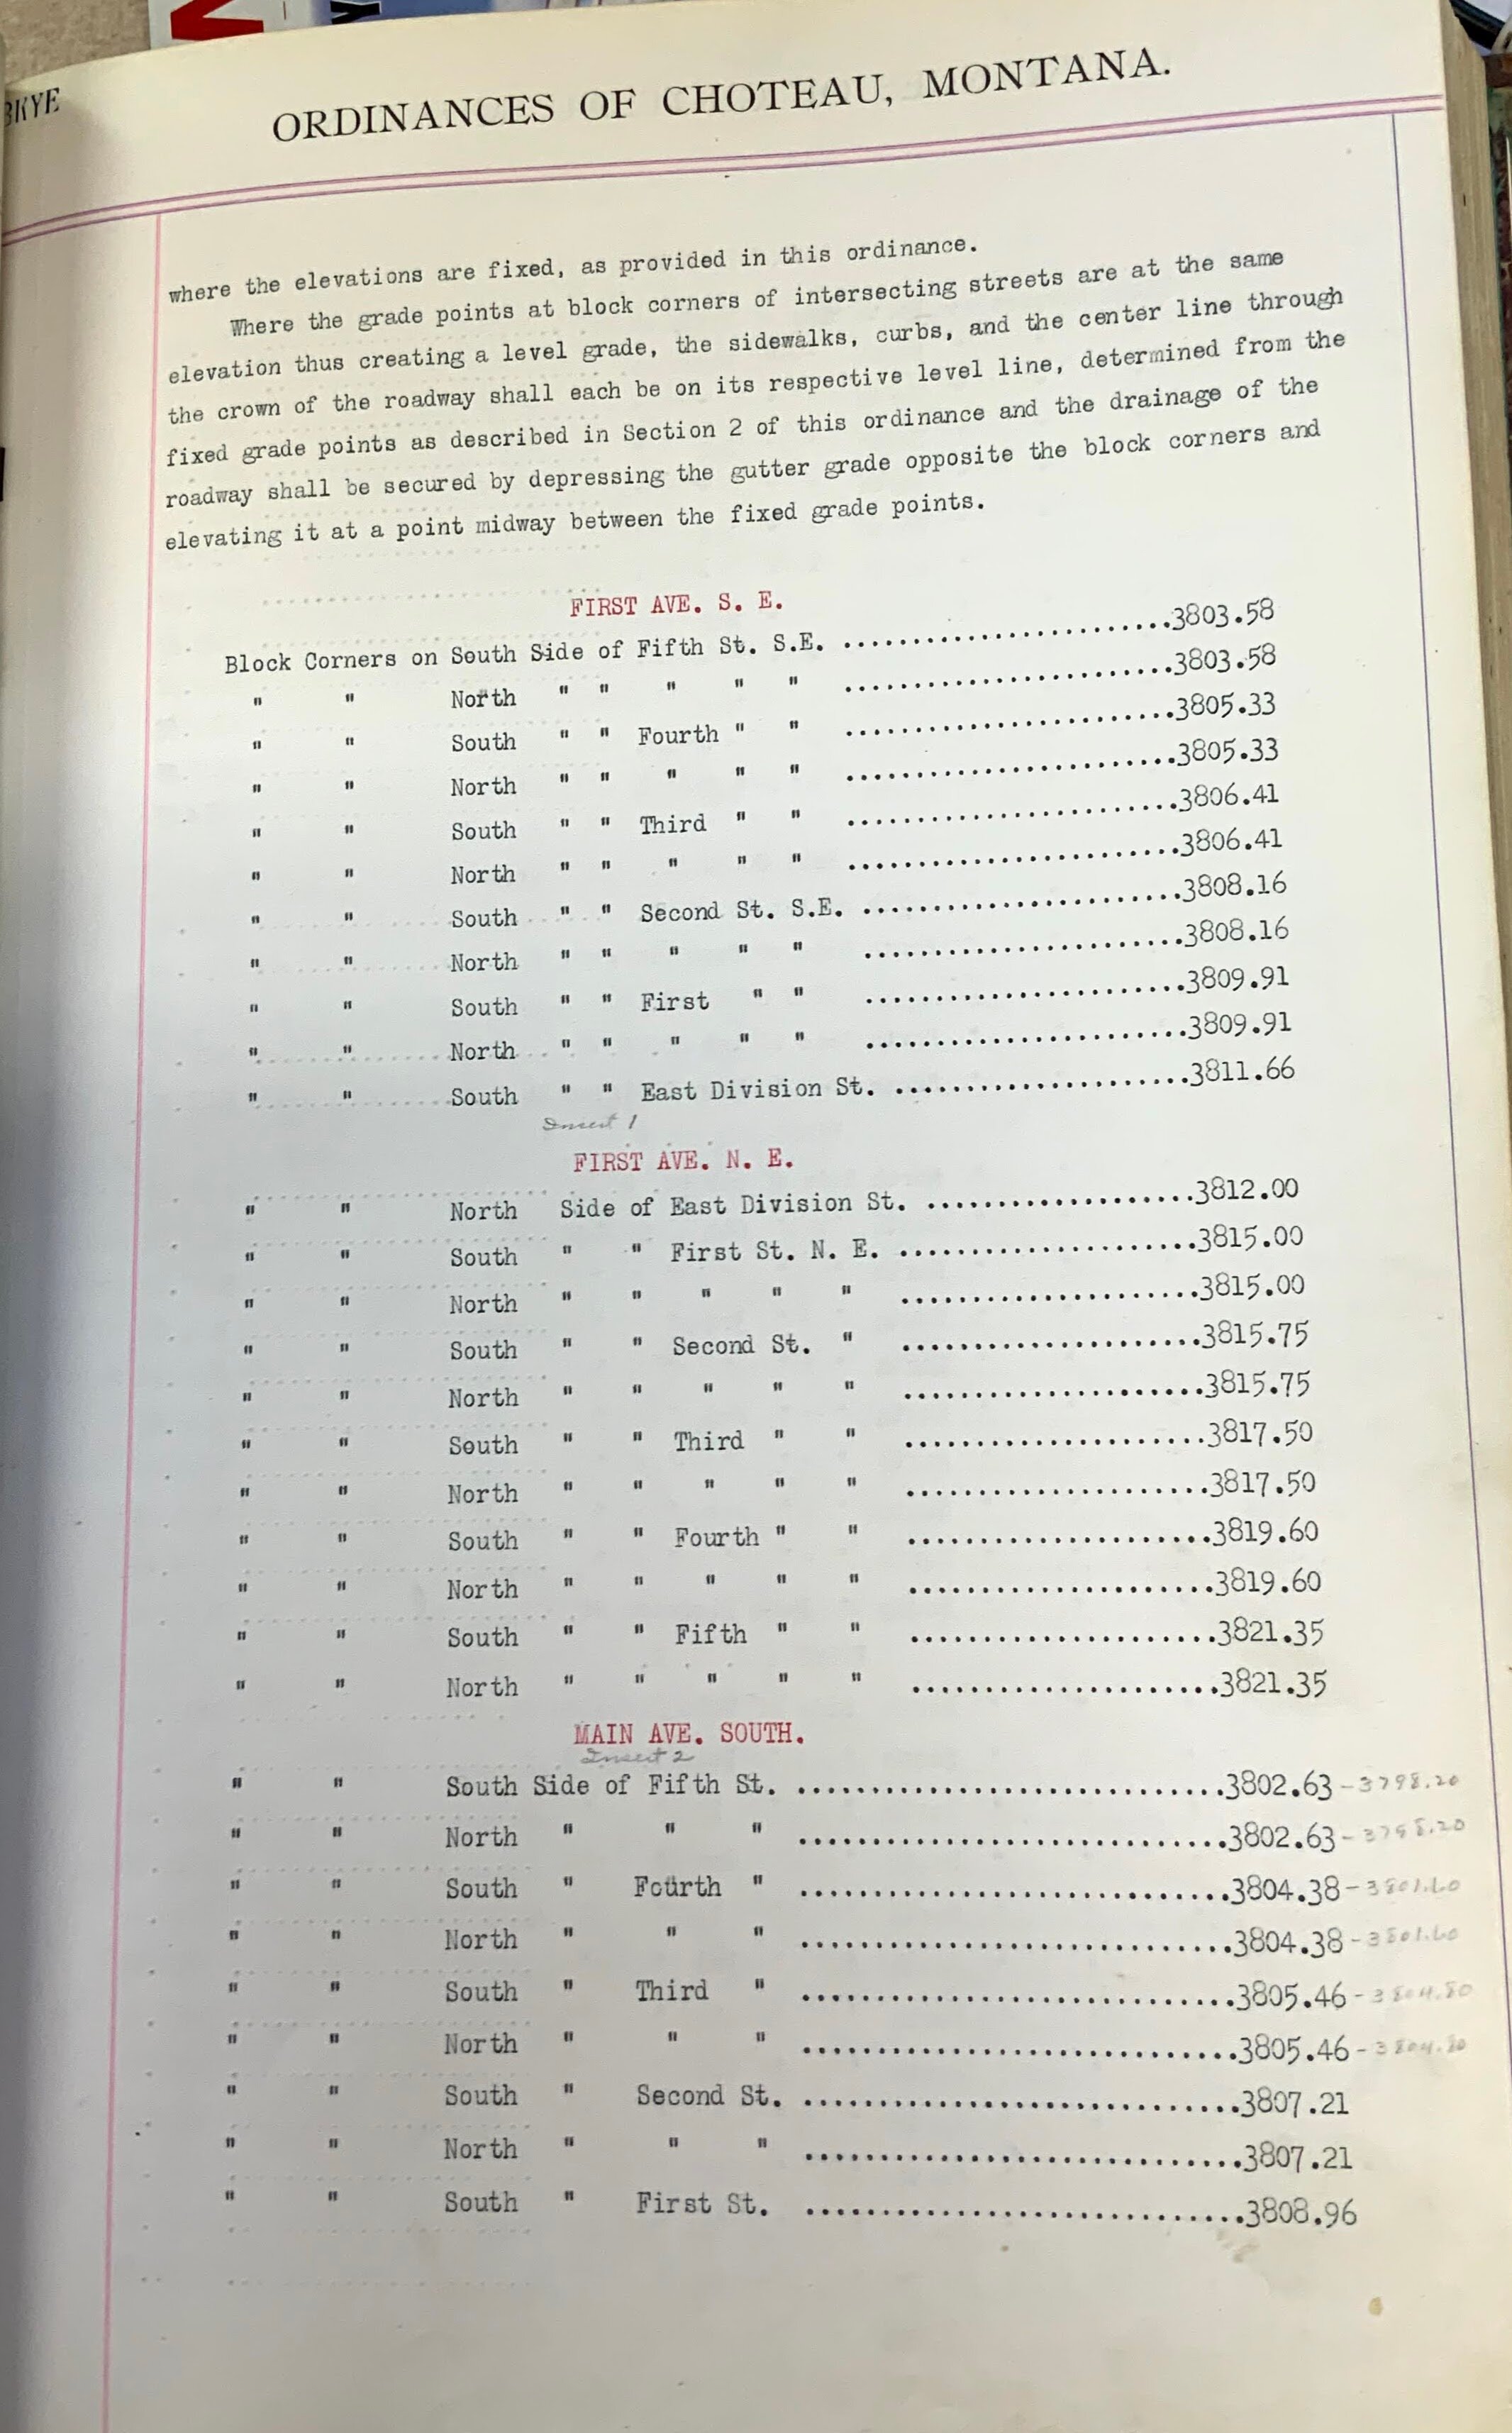 ORDINANCES OF CHOTEAU, MONTANA.
where the elevations are fixed, as provided in this ordinance.
Where the grade points at block corners of intersecting streets are at the same
elevation thus creating a level grade, the sidewalks, curbs, and the center line through
the crown of the roadway shall each be on its respective level line, determined from the
fixed grade points as described in Section 2 of this ordinance and the drainage of the
roadway shall be secured by depressing the gutter grade opposite the block corners and
elevating it at a point midway between the fixed grade points.
FIRST AVE. S. E.
Block Corners on South Side of Fifth St. S.E. .......................3803.58
" " North " " " " " .......................3803.58
" " South " " Fourth " " .......................3805.33
" " North " " " " " .......................3805.33
" " South " " Third " " .......................3806.41
" " North " " " " " .......................3806.41
" " South " " Second St. S.E. ......................3808.16
" " North " " " " " ......................3808.16
" " South " " First " " ......................3809.91
" " North " " " " " ......................3809.91
" " South " " East Division St. ....................3811.66
Insert 1
FIRST AVE. N. E.
" " North Side of East Division St. ...................3812.00
" " South " " First St. N. E. .....................3815.00
" " North " " " " " .....................3815.00
" " South " " Second St. " .....................3815.75
" " North " " " " " .....................3815.75
" " South " " Third " " .....................3817.50
" " North " " " " " .....................3817.50
" " South " " Fourth " " .....................3819.60
" " North " " " " " .....................3819.60
" " South " " Fifth " " .....................3821.35
" " North " " " " " .....................3821.35
MAIN AVE. SOUTH.
Insert 2
" " South Side of Fifth St. ..............................3802.63-3798.20
" " North " " " ..............................3802.63-3798.20
" " South " Fourth " ..............................3804.38-3801.60
" " North " " " ..............................3804.38-3801.60
" " South " Third " ..............................3805.46-3804.80
" " North " " " ..............................3805.46-3804.80
" " South " Second St. ..............................3807.21
" " North " " " ..............................3807.21
" " South " First St. ..............................3808.96